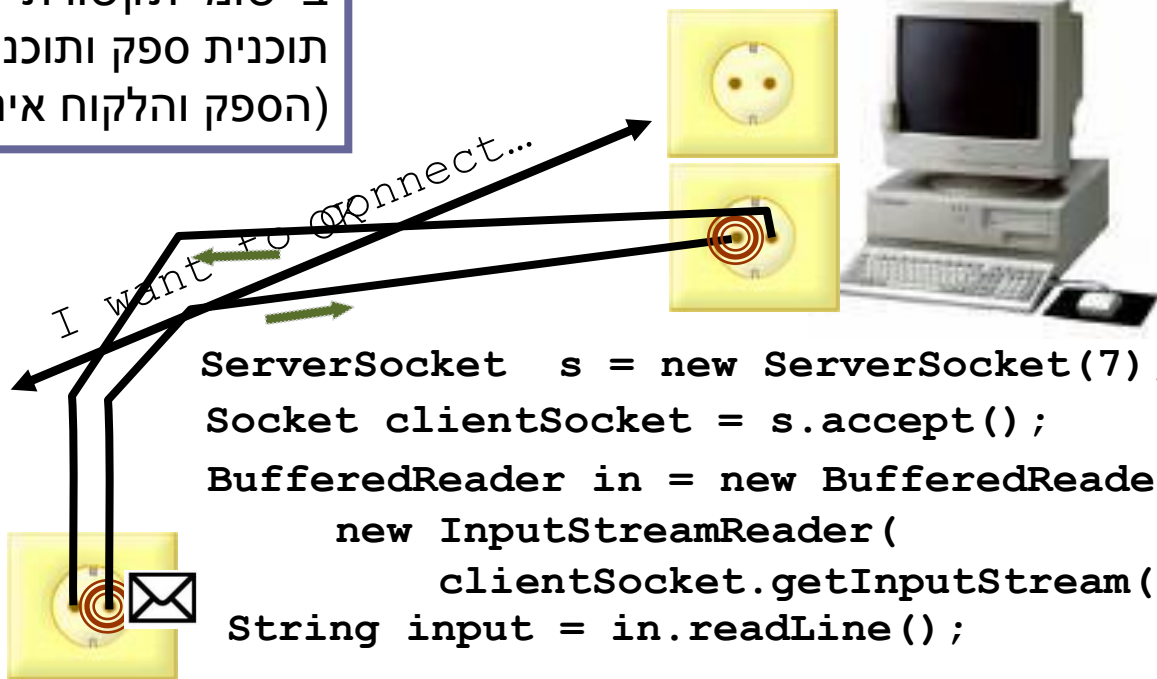 תוכנית ספק ותוכנ
(הספק והלקוח אינ
I want to connect…
OK
ServerSocket s = new ServerSocket(7)
Socket clientSocket = s.accept();
BufferedReader in = new BufferedReade
new InputStreamReader(
clientSocket.getInputStream(
String input = in.readLine();